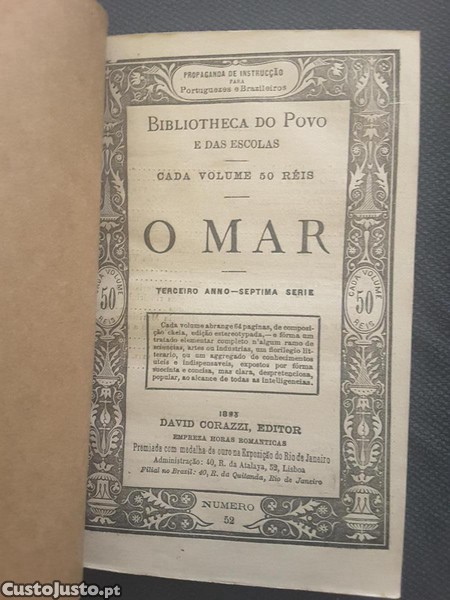 PROPAGANDA DE INSTRUCÇÃO
PARA
Portuguezes e Brazileiros
BIBLIOTHECA DO POVO
E DAS ESCOLAS
CADA VOLUME 50 RÉIS
O MAR
TERCEIRO ANNO—SEPTIMA SERIE
CADA VOLUME
50
RÉIS
CADA VOLUME
50
RÉIS
Cada volume abrange 64 paginas, de composi-
ção cheia, edição estereotypada,—e fórma um
tratado elementar completo n'algum ramo de
sciencias, artes ou industrias, um florilegio lit-
terario, ou um aggregado de conhecimentos
uteis e indispensaveis, expostos por fórma
succinta e concisa, mas clara, despretenciosa,
popular, ao alcance de todas as intelligencias.
1883
DAVID CORAZZI, EDITOR
EMPREZA HORAS ROMANTICAS
Premiada com medalha de ouro na Exposição do Rio de Janeiro
Administração: 40, R. da Atalaya, 52, Lisboa
Filial no Brazil: 40, R. da Quitanda, Rio de Janeiro
NUMERO
52
CustoJusto.pt